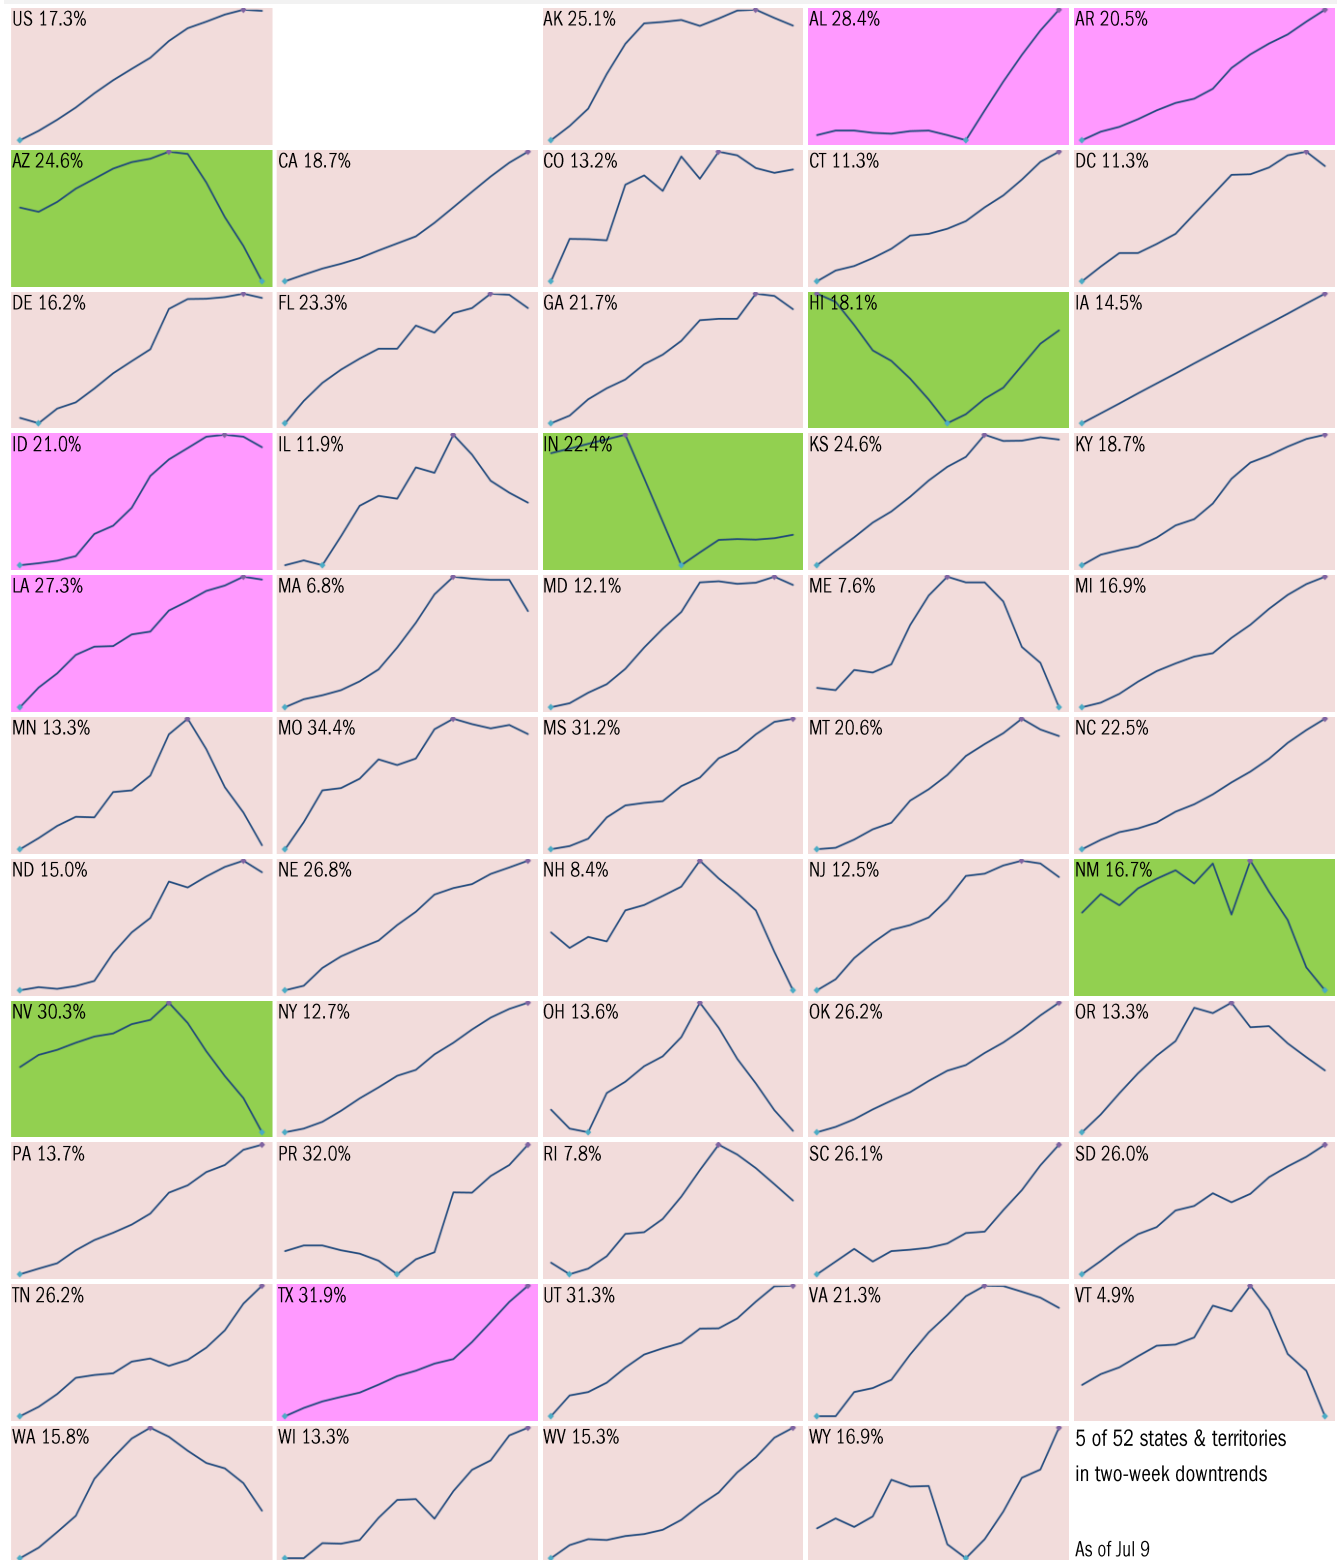 US 17.3%
AK 25.1%
AL 28.4%
AR 20.5%
AZ 24.6%
CA 18.7%
CO 13.2%
CT 11.3%
DC 11.3%
DE 16.2%
FL 23.3%
GA 21.7%
HI 18.1%
IA 14.5%
ID 21.0%
IL 11.9%
IN 22.4%
KS 24.6%
KY 18.7%
LA 27.3%
MA 6.8%
MD 12.1%
ME 7.6%
MI 16.9%
MN 13.3%
MO 34.4%
MS 31.2%
MT 20.6%
NC 22.5%
ND 15.0%
NE 26.8%
NH 8.4%
NJ 12.5%
NM 16.7%
NV 30.3%
NY 12.7%
OH 13.6%
OK 26.2%
OR 13.3%
PA 13.7%
PR 32.0%
RI 7.8%
SC 26.1%
SD 26.0%
TN 26.2%
TX 31.9%
UT 31.3%
VA 21.3%
VT 4.9%
WA 15.8%
WI 13.3%
WV 15.3%
WY 16.9%
5 of 52 states & territories
in two-week downtrends
As of Jul 9